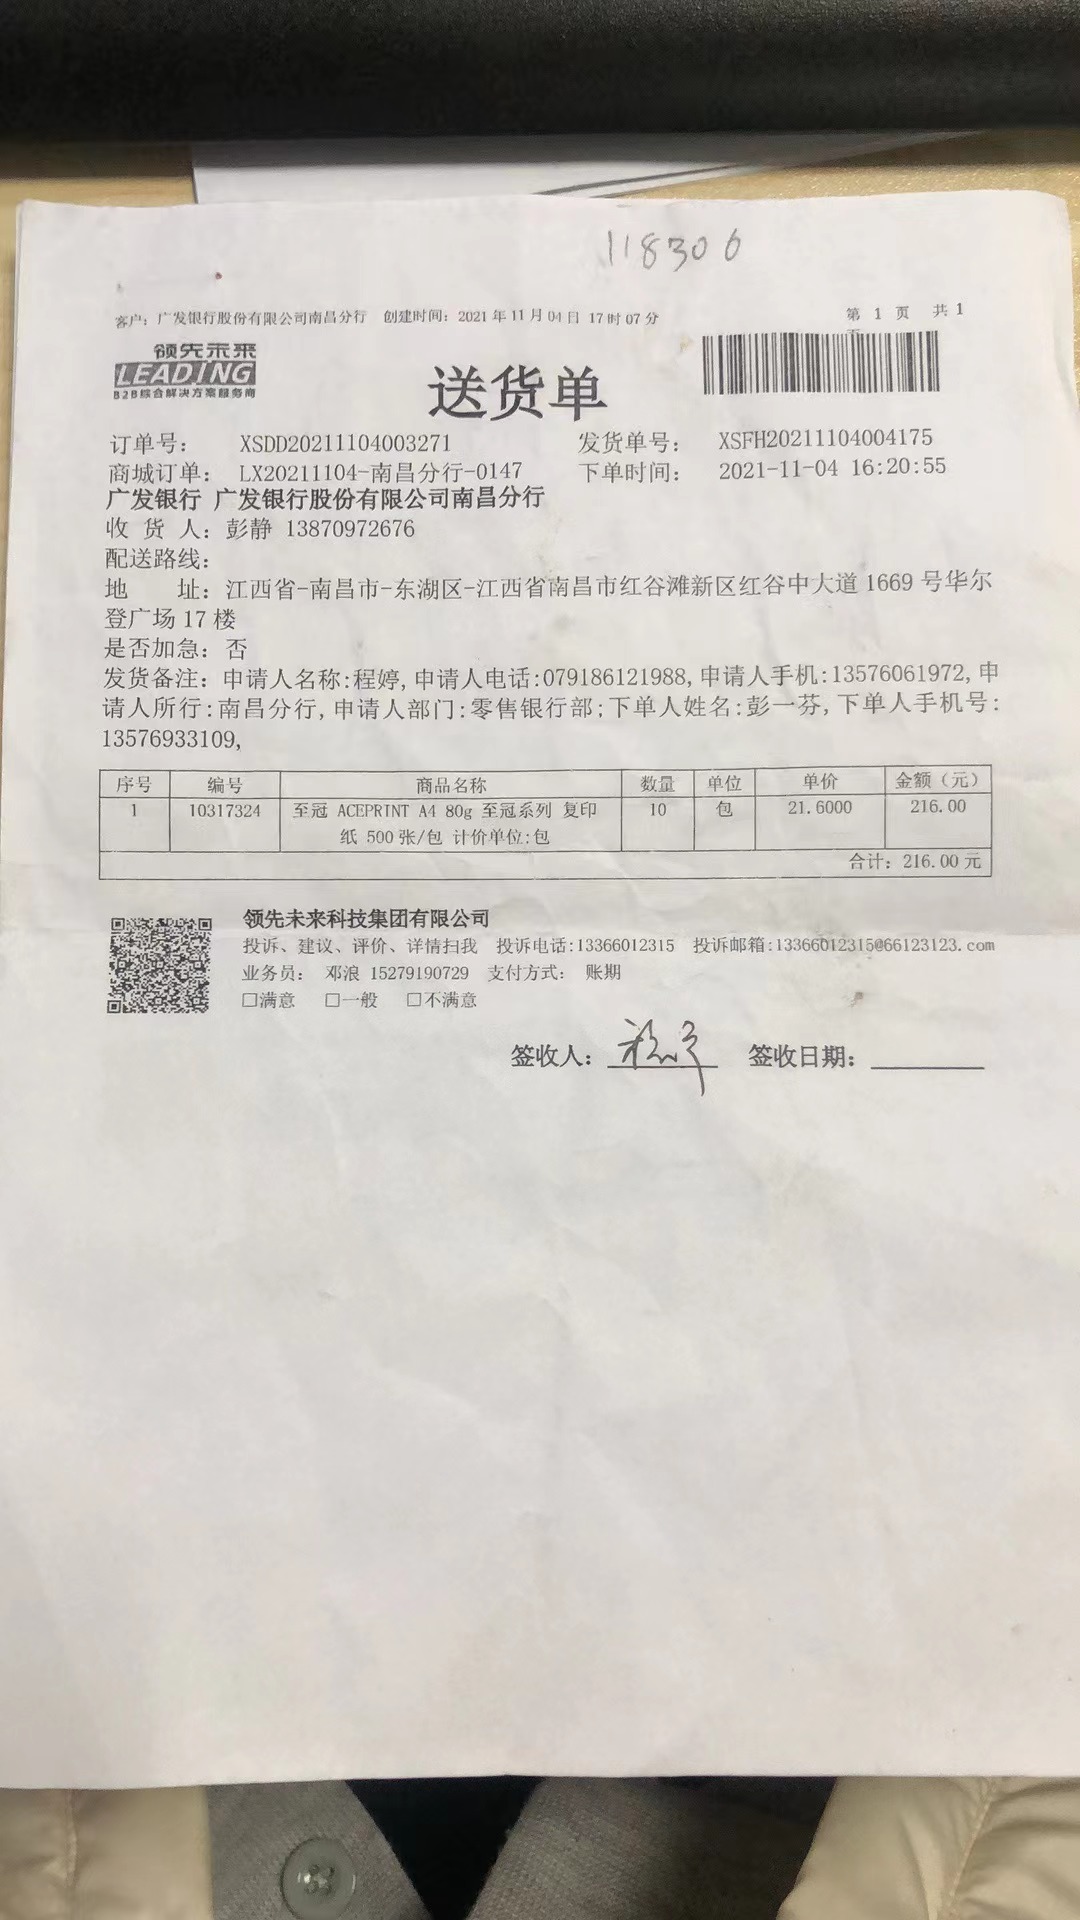 118306
客户：广发银行股份有限公司南昌分行 创建时间：2021年11月04日 17时07分
第 1 页 共 1
页
领先未来
LEADING
B2B综合解决方案服务商
送货单
订单号： XSDD20211104003271 发货单号： XSFH20211104004175
商城订单： LX20211104-南昌分行-0147 下单时间： 2021-11-04 16:20:55
广发银行 广发银行股份有限公司南昌分行
收 货 人：彭静 13870972676
配送路线：
地 址：江西省-南昌市-东湖区-江西省南昌市红谷滩新区红谷中大道1669号华尔
登广场17楼
是否加急：否
发货备注：申请人名称:程婷,申请人电话:079186121988,申请人手机:13576061972,申
请人所行:南昌分行,申请人部门:零售银行部;下单人姓名:彭一芬,下单人手机号:
13576933109,
序号 编号 商品名称 数量 单位 单价 金额（元）
1 10317324 至冠 ACEPRINT A4 80g 至冠系列 复印 10 包 21.6000 216.00
纸 500张/包 计价单位:包
合计：216.00元
领先未来科技集团有限公司
投诉、建议、评价、详情扫我 投诉电话:13366012315 投诉邮箱:13366012315@66123123.com
业务员： 邓浪 15279190729 支付方式： 账期
□满意 □一般 □不满意
签收人： 签收日期：